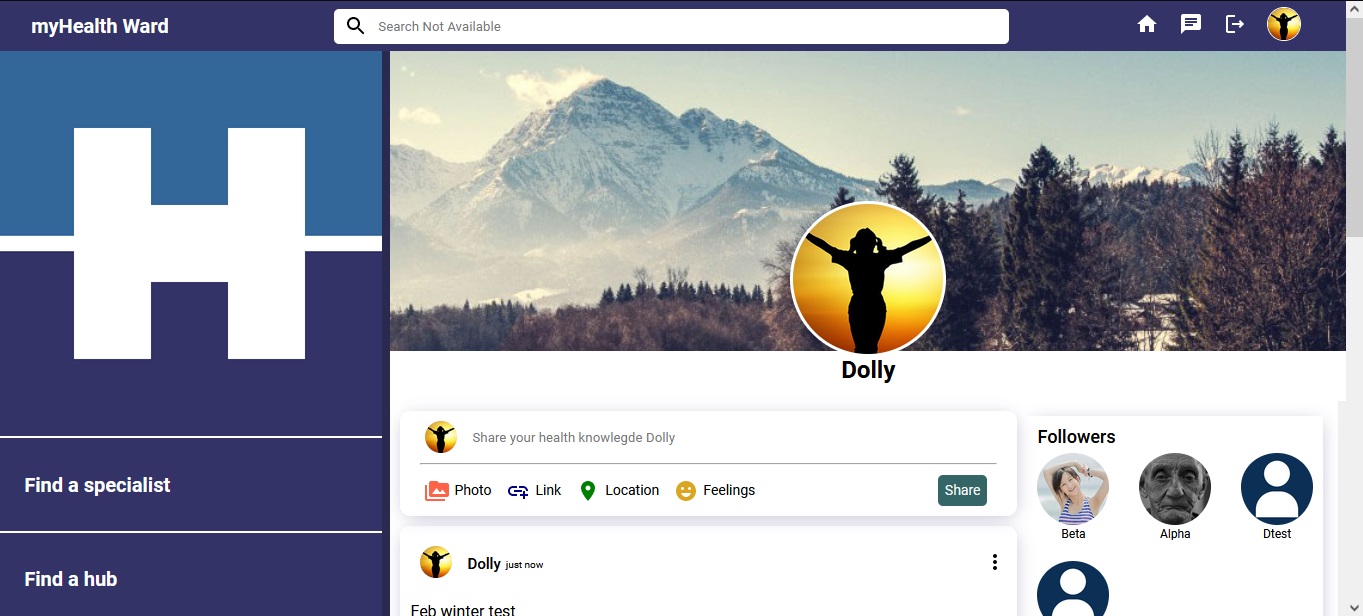 myHealth Ward
Search Not Available
Find a specialist
Find a hub
Dolly
Share your health knowlegde Dolly
Photo Link Location Feelings Share
Dolly just now
Feb winter test
Followers
Beta Alpha Dtest